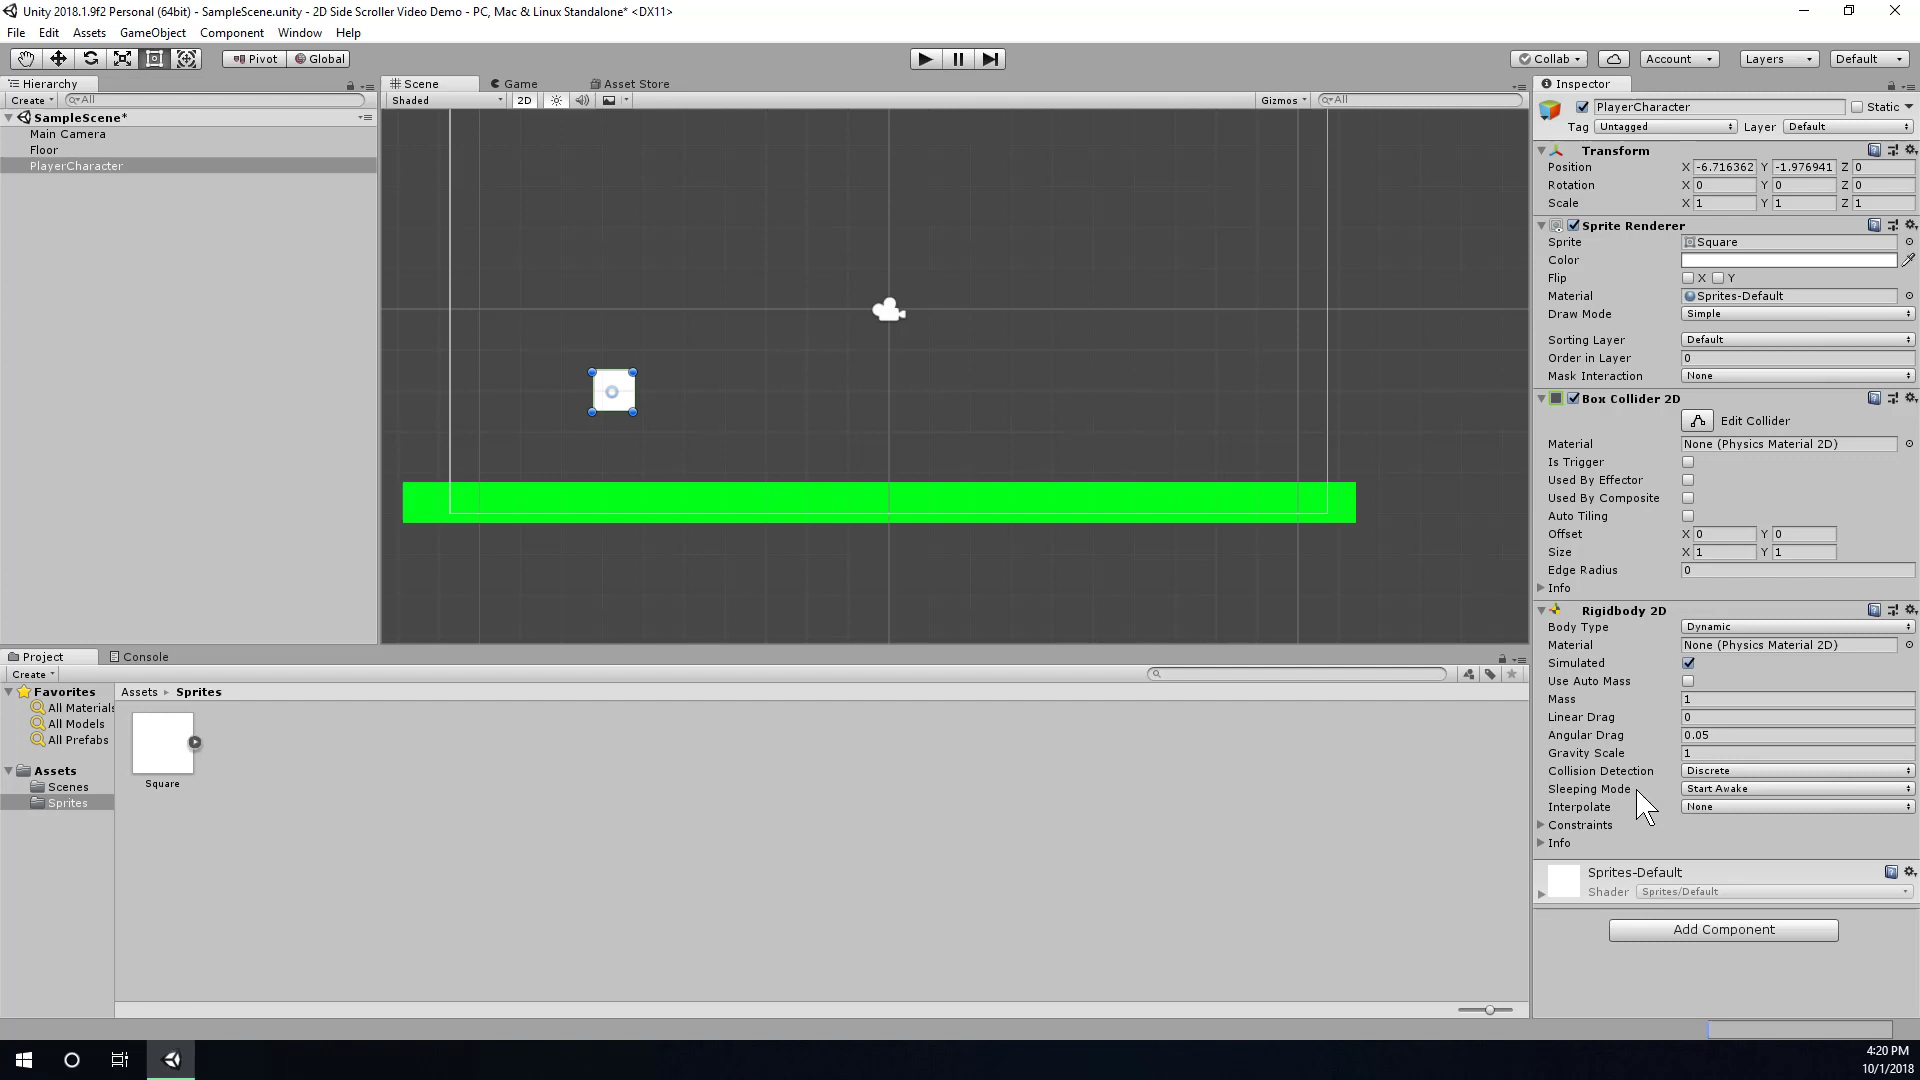 Unity 2018.1.9f2 Personal (64bit) - SampleScene.unity - 2D Side Scroller Video Demo - PC, Mac & Linux Standalone* <DX11>
File Edit Assets GameObject Component Window Help
Pivot Global Collab Account Layers Default
Hierarchy
Create All
SampleScene*
Main Camera
Floor
PlayerCharacter
Scene Game Asset Store
Shaded 2D Gizmos All
Inspector
PlayerCharacter Static
Tag Untagged Layer Default
Transform
Position X -6.716362 Y -1.976941 Z 0
Rotation X 0 Y 0 Z 0
Scale X 1 Y 1 Z 1
Sprite Renderer
Sprite Square
Color
Flip X Y
Material Sprites-Default
Draw Mode Simple
Sorting Layer Default
Order in Layer 0
Mask Interaction None
Box Collider 2D
Edit Collider
Material None (Physics Material 2D)
Is Trigger
Used By Effector
Used By Composite
Auto Tiling
Offset X 0 Y 0
Size X 1 Y 1
Edge Radius 0
Info
Rigidbody 2D
Body Type Dynamic
Material None (Physics Material 2D)
Simulated
Use Auto Mass
Mass 1
Linear Drag 0
Angular Drag 0.05
Gravity Scale 1
Collision Detection Discrete
Sleeping Mode Start Awake
Interpolate None
Constraints
Info
Sprites-Default
Shader Sprites/Default
Add Component
Project Console
Create
Favorites
All Materials
All Models
All Prefabs
Assets
Scenes
Sprites
Assets Sprites
Square
4:20 PM
10/1/2018